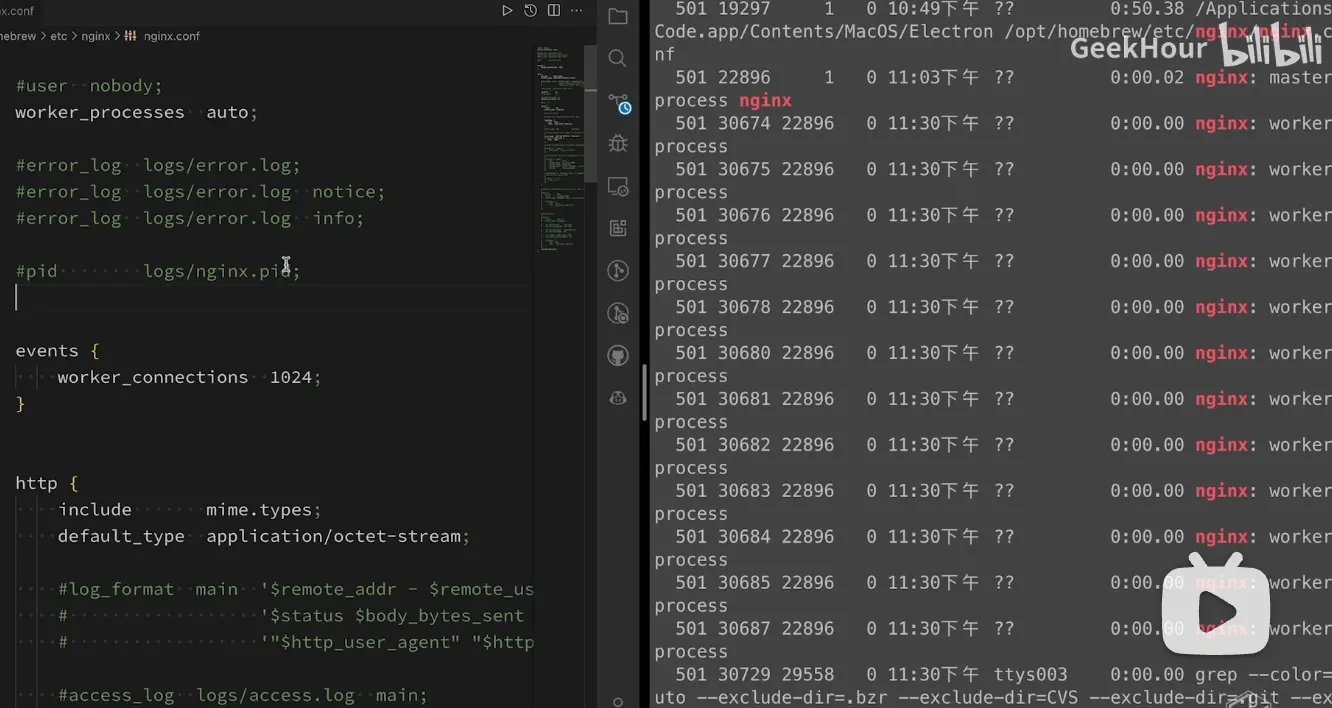 x.conf
nebrew > etc > nginx > nginx.conf
#user nobody;
worker_processes auto;
#error_log logs/error.log;
#error_log logs/error.log notice;
#error_log logs/error.log info;
#pid logs/nginx.pid;
events {
worker_connections 1024;
}
http {
include mime.types;
default_type application/octet-stream;
#log_format main '$remote_addr - $remote_us
# '$status $body_bytes_sent
# '"$http_user_agent" "$http
#access_log logs/access.log main;
501 19297 1 0 10:49下午 ?? 0:50.38 /Applications
Code.app/Contents/MacOS/Electron /opt/homebrew/etc/nginx/nginx.co
nf
GeekHour bilibili
501 22896 1 0 11:03下午 ?? 0:00.02 nginx: master
process nginx
501 30674 22896 0 11:30下午 ?? 0:00.00 nginx: worker
process
501 30675 22896 0 11:30下午 ?? 0:00.00 nginx: worker
process
501 30676 22896 0 11:30下午 ?? 0:00.00 nginx: worker
process
501 30677 22896 0 11:30下午 ?? 0:00.00 nginx: worker
process
501 30678 22896 0 11:30下午 ?? 0:00.00 nginx: worker
process
501 30680 22896 0 11:30下午 ?? 0:00.00 nginx: worker
process
501 30681 22896 0 11:30下午 ?? 0:00.00 nginx: worker
process
501 30682 22896 0 11:30下午 ?? 0:00.00 nginx: worker
process
501 30683 22896 0 11:30下午 ?? 0:00.00 nginx: worker
process
501 30684 22896 0 11:30下午 ?? 0:00.00 nginx: worker
process
501 30685 22896 0 11:30下午 ?? 0:00.00 nginx: worker
process
501 30687 22896 0 11:30下午 ?? 0:00.00 nginx: worker
process
501 30729 29558 0 11:30下午 ttys003 0:00.00 grep --color=
uto --exclude-dir=.bzr --exclude-dir=CVS --exclude-dir=.git --ex